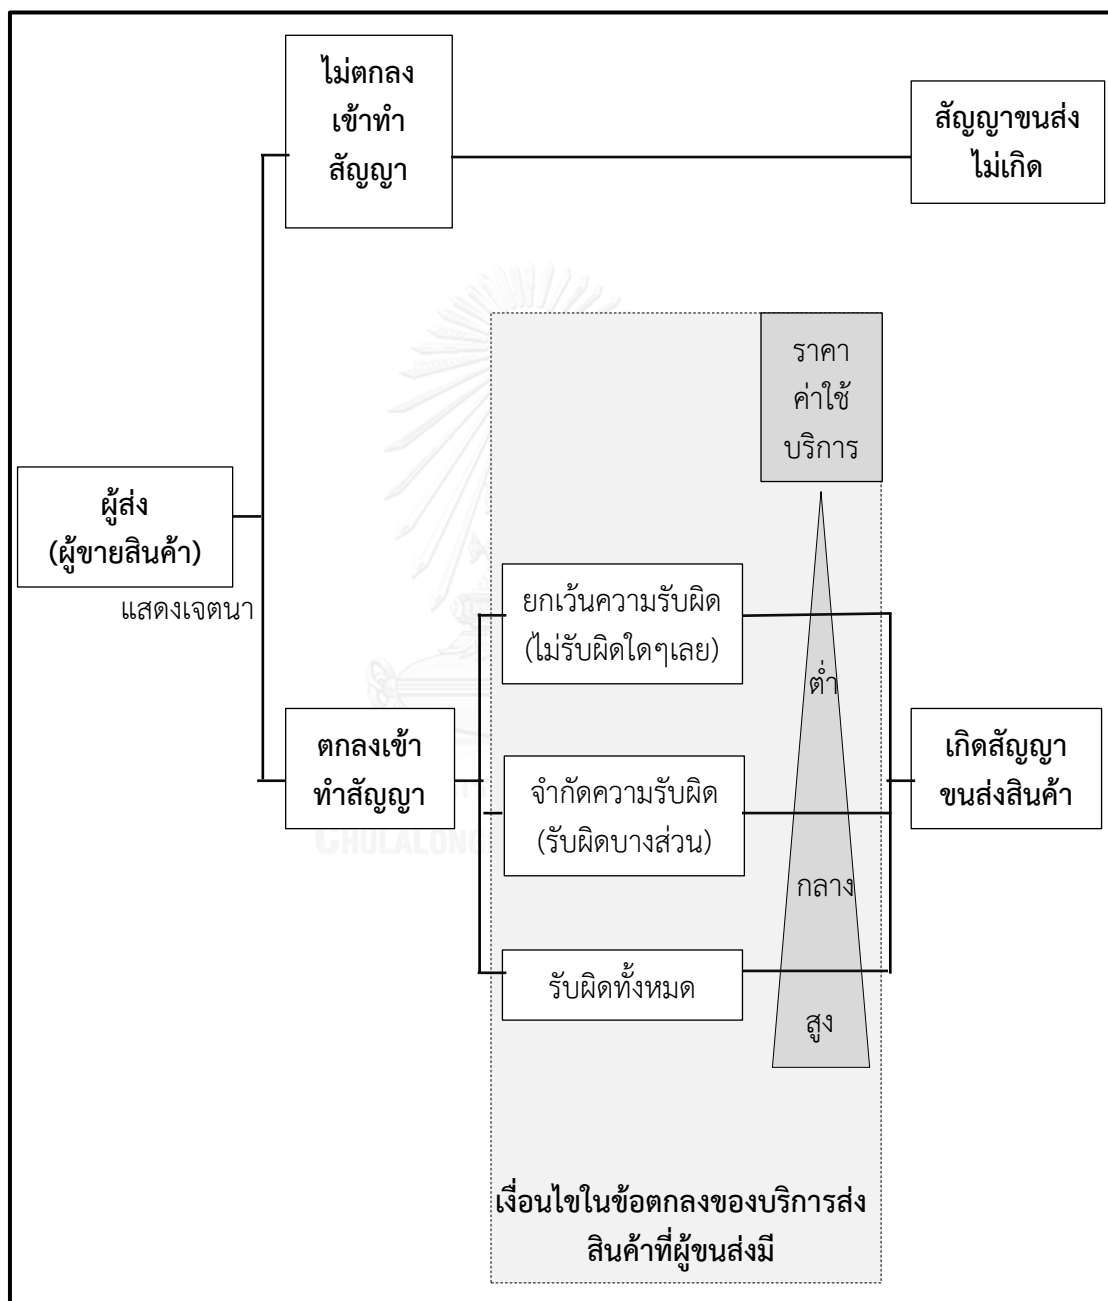 ไม่ตกลง
เข้าทำ
สัญญา
สัญญาขนส่ง
ไม่เกิด
ราคา
ค่าใช้
บริการ
ผู้ส่ง
(ผู้ขายสินค้า)
แสดงเจตนา
ยกเว้นความรับผิด
(ไม่รับผิดใดๆเลย)
ต่ำ
ตกลงเข้า
ทำสัญญา
จำกัดความรับผิด
(รับผิดบางส่วน)
เกิดสัญญา
ขนส่งสินค้า
CHULALONG
กลาง
รับผิดทั้งหมด
สูง
เงื่อนไขในข้อตกลงของบริการส่ง
สินค้าที่ผู้ขนส่งมี